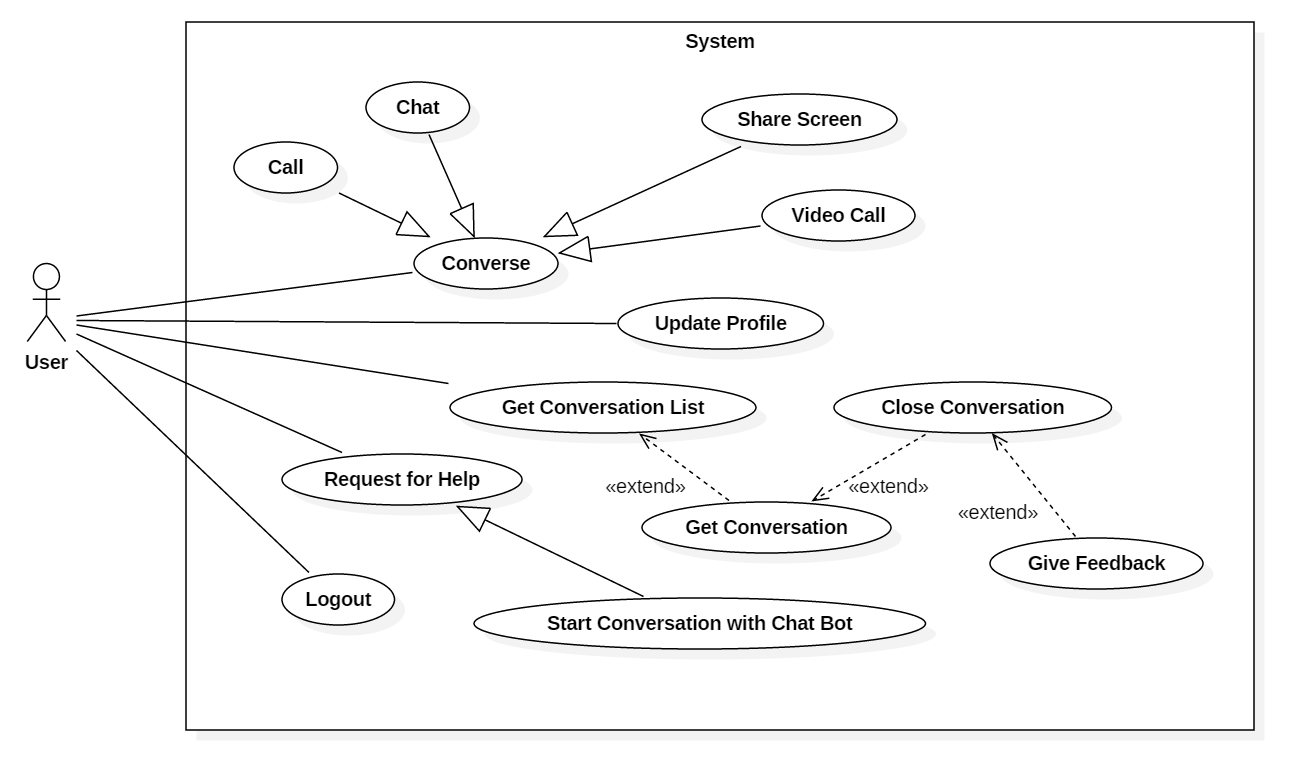 System
Chat
Share Screen
Call
Video Call
Converse
Update Profile
User
Get Conversation List
Close Conversation
Request for Help
«extend»
«extend»
«extend»
Get Conversation
Give Feedback
Logout
Start Conversation with Chat Bot